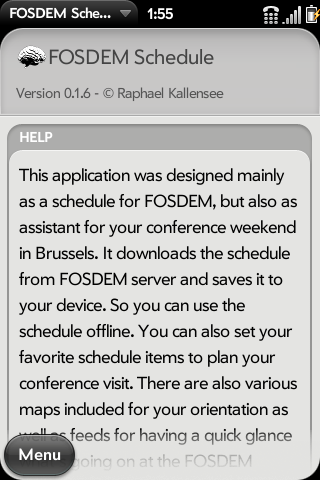 FOSDEM Sche... 1:55
FOSDEM Schedule
Version 0.1.6 - © Raphael Kallensee
HELP
This application was designed mainly
as a schedule for FOSDEM, but also as
assistant for your conference weekend
in Brussels. It downloads the schedule
from FOSDEM server and saves it to
your device. So you can use the
schedule offline. You can also set your
favorite schedule items to plan your
conference visit. There are also various
maps included for your orientation as
well as feeds for having a quick glance
going on at the FOSDEM
Menu